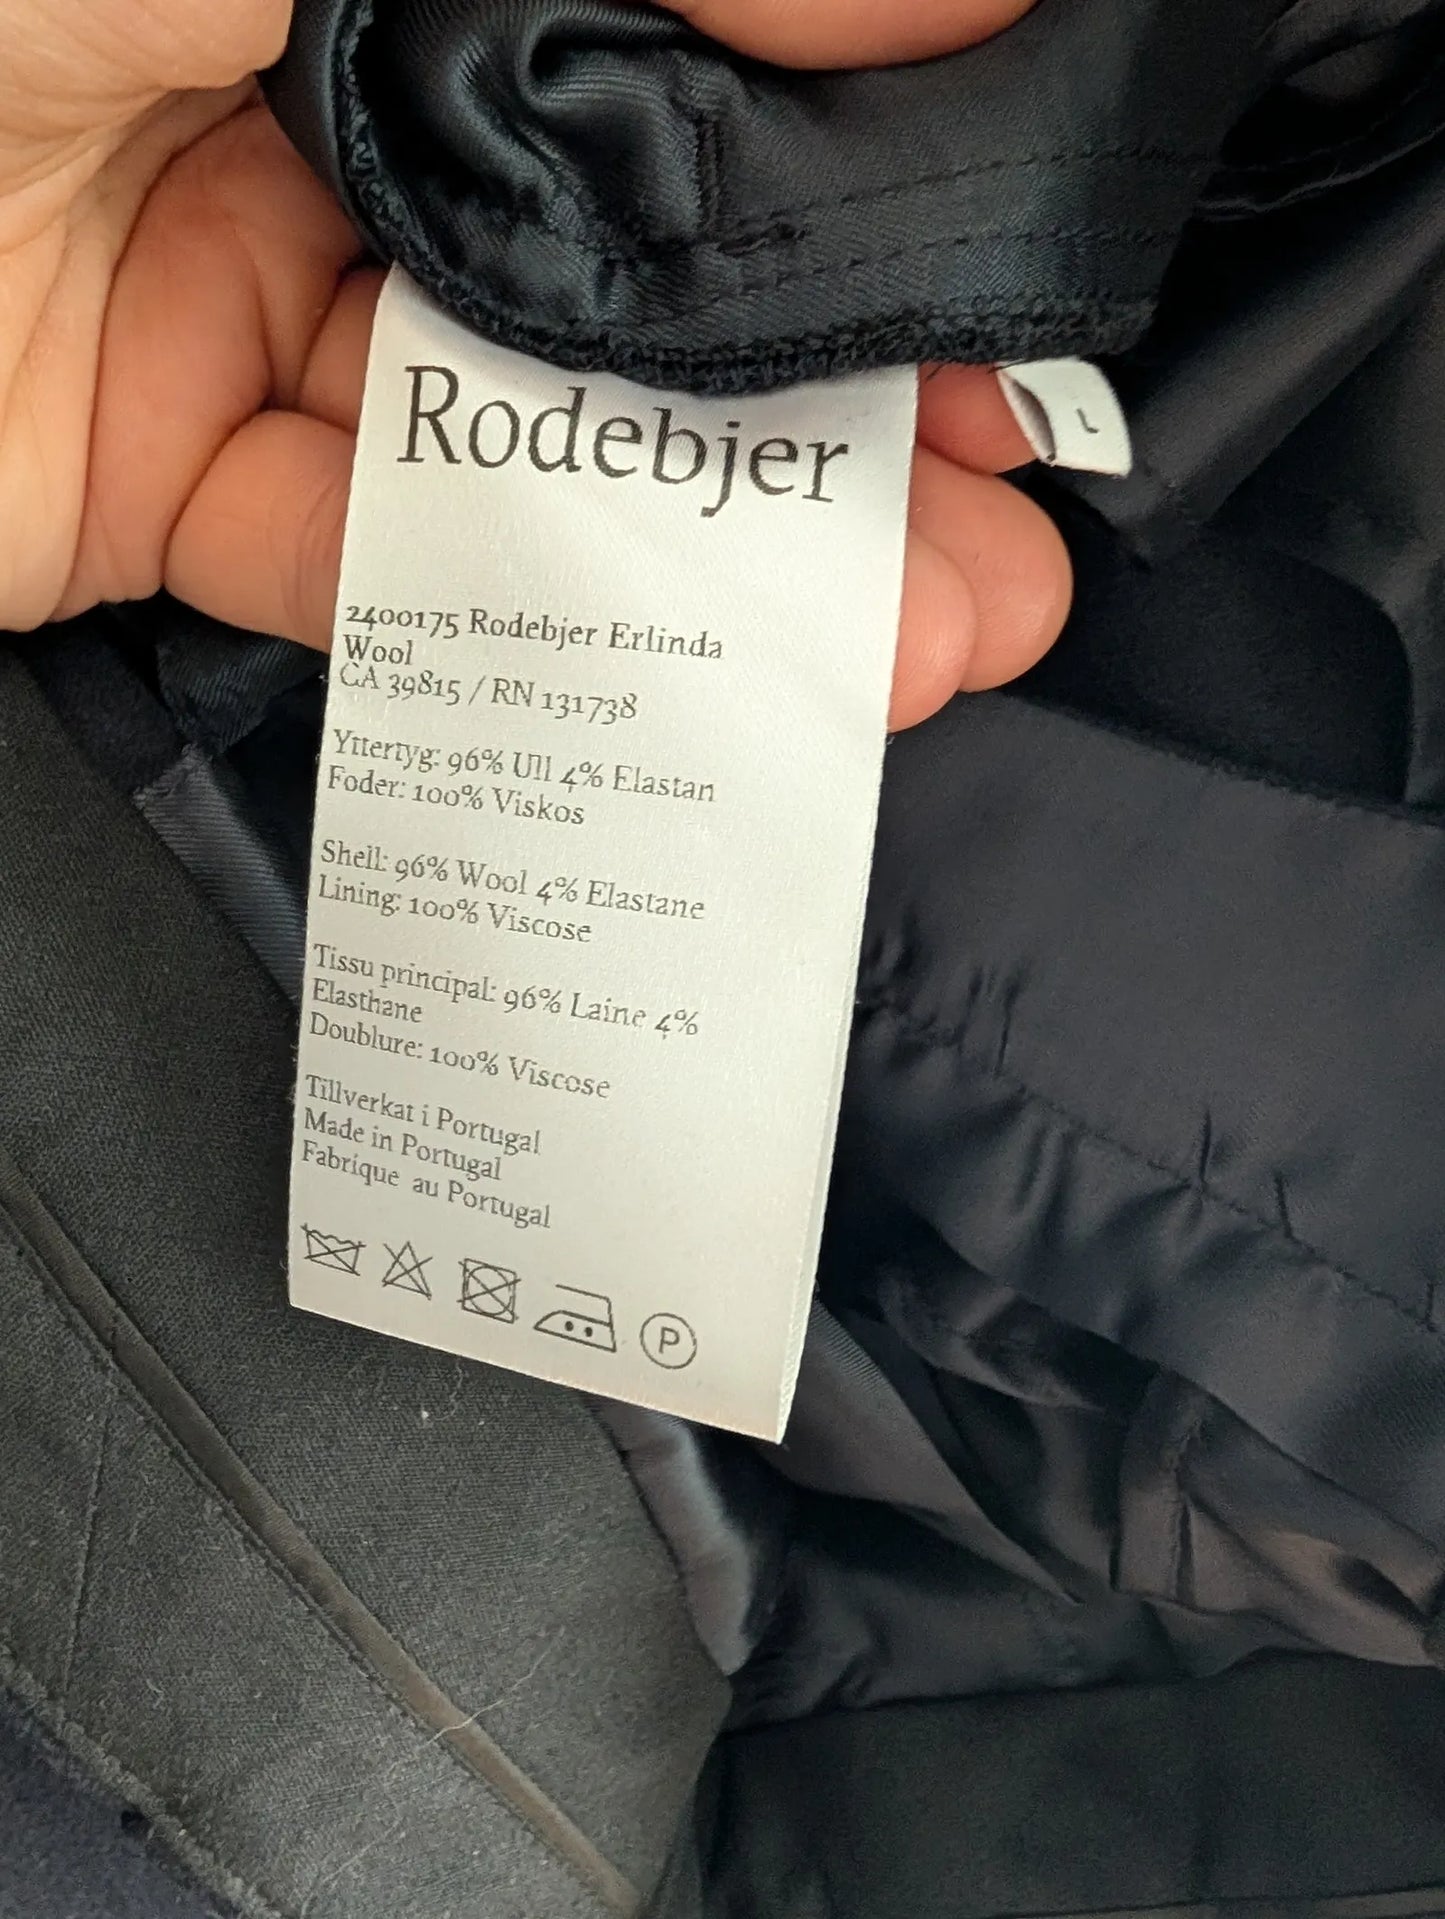 Rodebjer
L
2400175 Rodebjer Erlinda
Wool
CA 39815 / RN 131738
Yttertyg: 96% Ull 4% Elastan
Foder: 100% Viskos
Shell: 96% Wool 4% Elastane
Lining: 100% Viscose
Tissu principal: 96% Laine 4%
Elasthane
Doublure: 100% Viscose
Tillverkat i Portugal
Made in Portugal
Fabrique au Portugal
P